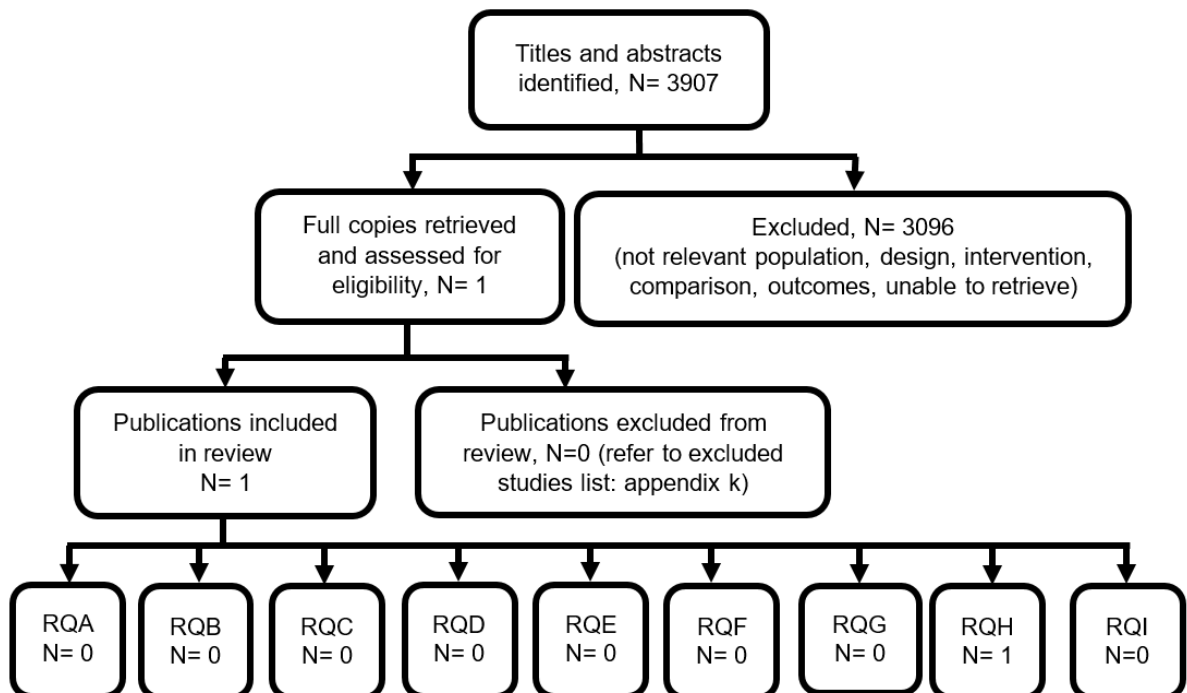 Titles and abstracts
identified, N= 3907
Full copies retrieved
and assessed for
eligibility, N= 1
Excluded, N= 3096
(not relevant population, design, intervention,
comparison, outcomes, unable to retrieve)
Publications included
in review
N= 1
Publications excluded from
review, N=0 (refer to excluded
studies list: appendix k)
RQA
N= 0
RQB
N= 0
RQC
N= 0
RQD
N= 0
RQE
N= 0
RQF
N= 0
RQG
N= 0
RQH
N= 1
RQI
N=0